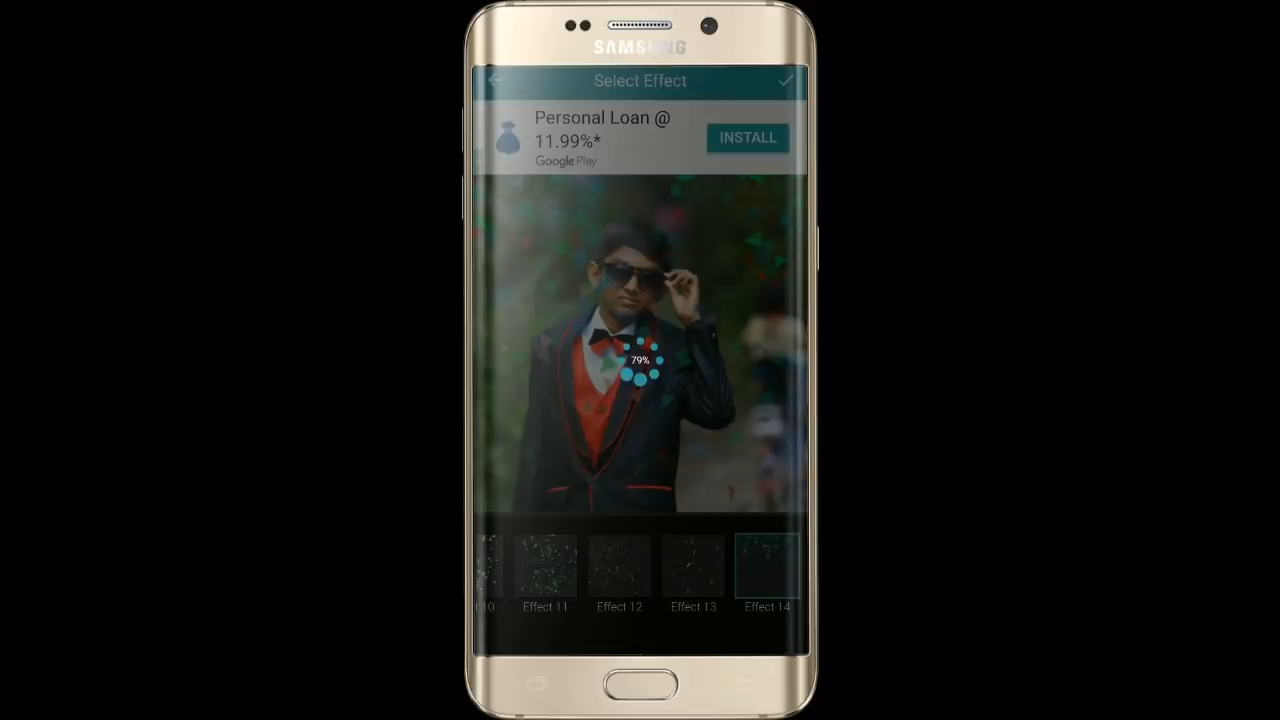 SAMSUNG
Select Effect
Personal Loan @
11.99%*
Google Play
INSTALL
79%
t 10
Effect 11
Effect 12
Effect 13
Effect 14